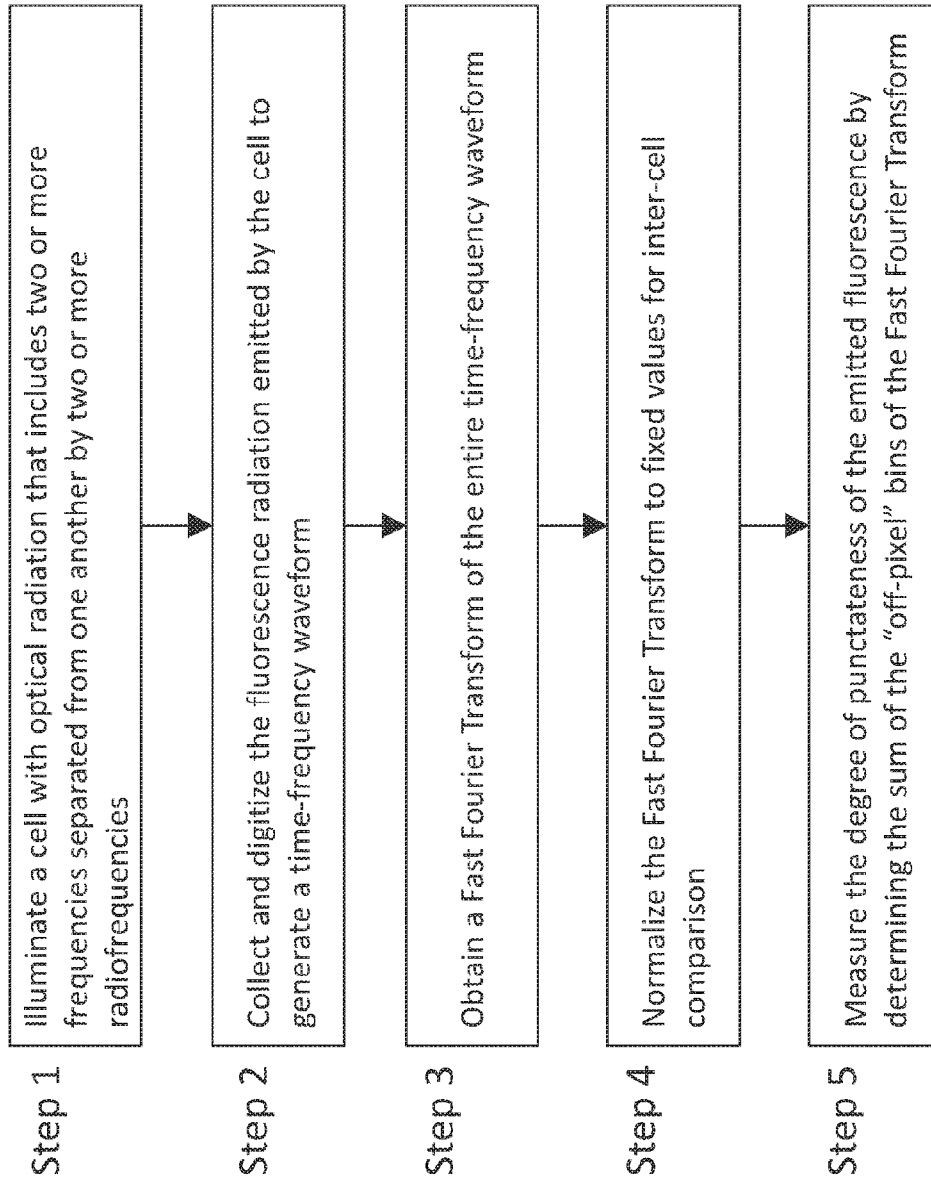 Step 1
Illuminate a cell with optical radiation that includes two or more
frequencies separated from one another by two or more
radiofrequencies
Step 2
Collect and digitize the fluorescence radiation emitted by the cell to
generate a time-frequency waveform
Step 3
Obtain a Fast Fourier Transform of the entire time-frequency waveform
Step 4
Normalize the Fast Fourier Transform to fixed values for inter-cell
comparison
Step 5
Measure the degree of punctateness of the emitted fluorescence by
determining the sum of the “off-pixel” bins of the Fast Fourier Transform